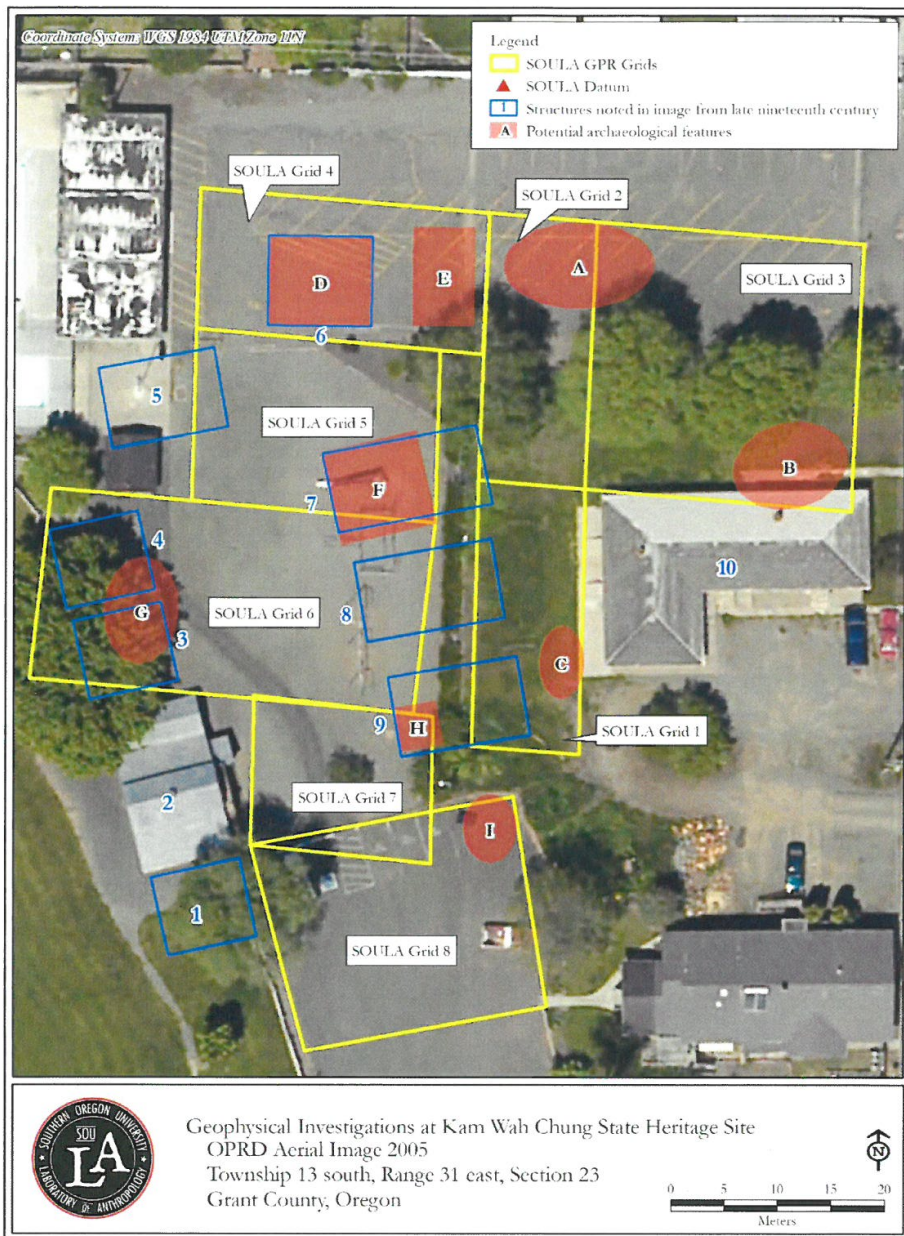 Coordinate System: WGS 1984 UTM Zone 11N
Legend
SOULA GPR Grids
SOULA Datum
1 Structures noted in image from late nineteenth century
A Potential archaeological features
SOULA Grid 4
SOULA Grid 2
A
E
SOULA Grid 3
D
6
5
SOULA Grid 5
B
F
7
4
10
G
SOULA Grid 6
8
3
C
9
H
SOULA Grid 1
2
SOULA Grid 7
I
1
SOULA Grid 8
SOUTHERN OREGON UNIVERSITY
SOU
LA
LABORATORY OF ANTHROPOLOGY
Geophysical Investigations at Kam Wah Chung State Heritage Site
OPRD Aerial Image 2005
Township 13 south, Range 31 east, Section 23
Grant County, Oregon
N
0 5 10 15 20
Meters